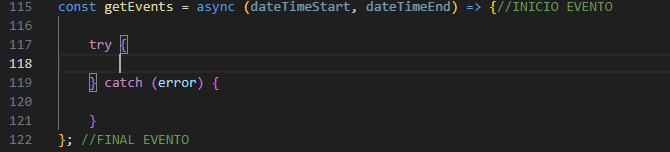 115 const getEvents = async (dateTimeStart, dateTimeEnd) => {//INICIO EVENTO
116
117 try {
118
119 } catch (error) {
120
121 }
122 }; //FINAL EVENTO